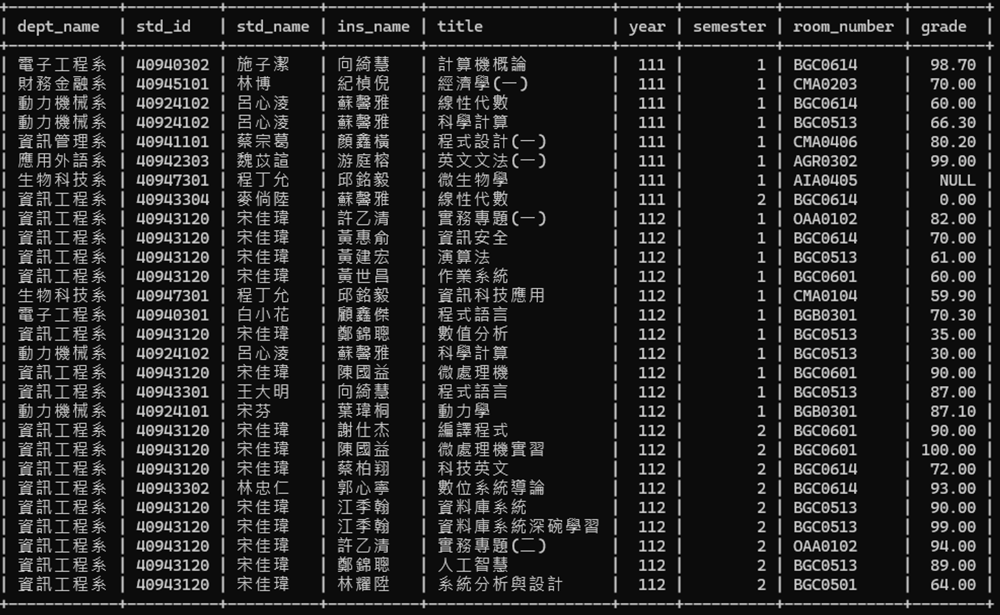 | dept_name | std_id | std_name | ins_name | title | year | semester | room_number | grade |
| 電子工程系 | 40940302 | 施子潔 | 向綺慧 | 計算機概論 | 111 | 1 | BGC0614 | 98.70 |
| 財務金融系 | 40945101 | 林博 | 紀楨倪 | 經濟學(一) | 111 | 1 | CMA0203 | 70.00 |
| 動力機械系 | 40924102 | 呂心淩 | 蘇馨雅 | 線性代數 | 111 | 1 | BGC0614 | 60.00 |
| 動力機械系 | 40924102 | 呂心淩 | 蘇馨雅 | 科學計算 | 111 | 1 | BGC0513 | 66.30 |
| 資訊管理系 | 40941101 | 蔡宗葛 | 顏鑫橫 | 程式設計(一) | 111 | 1 | CMA0406 | 80.20 |
| 應用外語系 | 40942303 | 魏苡諠 | 游庭榕 | 英文文法(一) | 111 | 1 | AGR0302 | 99.00 |
| 生物科技系 | 40947301 | 程丁允 | 邱銘毅 | 微生物學 | 111 | 1 | AIA0405 | NULL |
| 資訊工程系 | 40943304 | 麥倘陸 | 蘇馨雅 | 線性代數 | 111 | 2 | BGC0614 | 0.00 |
| 資訊工程系 | 40943120 | 宋佳瑋 | 許乙清 | 實務專題(一) | 112 | 1 | OAA0102 | 82.00 |
| 資訊工程系 | 40943120 | 宋佳瑋 | 黃惠俞 | 資訊安全 | 112 | 1 | BGC0614 | 70.00 |
| 資訊工程系 | 40943120 | 宋佳瑋 | 黃建宏 | 演算法 | 112 | 1 | BGC0513 | 61.00 |
| 資訊工程系 | 40943120 | 宋佳瑋 | 黃世昌 | 作業系統 | 112 | 1 | BGC0601 | 60.00 |
| 生物科技系 | 40947301 | 程丁允 | 邱銘毅 | 資訊科技應用 | 112 | 1 | CMA0104 | 59.90 |
| 電子工程系 | 40940301 | 白小花 | 顧鑫傑 | 程式語言 | 112 | 1 | BGB0301 | 70.30 |
| 資訊工程系 | 40943120 | 宋佳瑋 | 鄭錦聰 | 數值分析 | 112 | 1 | BGC0513 | 35.00 |
| 動力機械系 | 40924102 | 呂心淩 | 蘇馨雅 | 科學計算 | 112 | 1 | BGC0513 | 30.00 |
| 資訊工程系 | 40943120 | 宋佳瑋 | 陳國益 | 微處理機 | 112 | 1 | BGC0601 | 90.00 |
| 資訊工程系 | 40943301 | 王大明 | 向綺慧 | 程式語言 | 112 | 1 | BGC0513 | 87.00 |
| 動力機械系 | 40924101 | 宋芬 | 葉瑋桐 | 動力學 | 112 | 1 | BGB0301 | 87.10 |
| 資訊工程系 | 40943120 | 宋佳瑋 | 謝仕杰 | 編譯程式 | 112 | 2 | BGC0601 | 90.00 |
| 資訊工程系 | 40943120 | 宋佳瑋 | 陳國益 | 微處理機實習 | 112 | 2 | BGC0601 | 100.00 |
| 資訊工程系 | 40943120 | 宋佳瑋 | 蔡柏翔 | 科技英文 | 112 | 2 | BGC0614 | 72.00 |
| 資訊工程系 | 40943302 | 林忠仁 | 郭心寧 | 數位系統導論 | 112 | 2 | BGC0614 | 93.00 |
| 資訊工程系 | 40943120 | 宋佳瑋 | 江季翰 | 資料庫系統 | 112 | 2 | BGC0513 | 90.00 |
| 資訊工程系 | 40943120 | 宋佳瑋 | 江季翰 | 資料庫系統深碗學習 | 112 | 2 | BGC0513 | 99.00 |
| 資訊工程系 | 40943120 | 宋佳瑋 | 許乙清 | 實務專題(二) | 112 | 2 | OAA0102 | 94.00 |
| 資訊工程系 | 40943120 | 宋佳瑋 | 鄭錦聰 | 人工智慧 | 112 | 2 | BGC0513 | 89.00 |
| 資訊工程系 | 40943120 | 宋佳瑋 | 林耀陞 | 系統分析與設計 | 112 | 2 | BGC0501 | 64.00 |